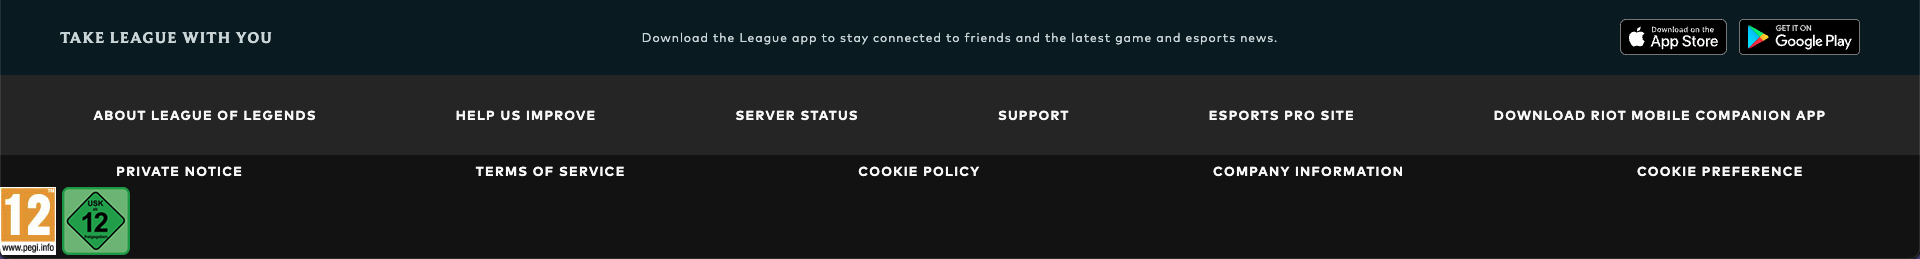 TAKE LEAGUE WITH YOU
Download the League app to stay connected to friends and the latest game and esports news.
Download on the
App Store
GET IT ON
Google Play
ABOUT LEAGUE OF LEGENDS
HELP US IMPROVE
SERVER STATUS
SUPPORT
ESPORTS PRO SITE
DOWNLOAD RIOT MOBILE COMPANION APP
PRIVATE NOTICE
TERMS OF SERVICE
COOKIE POLICY
COMPANY INFORMATION
COOKIE PREFERENCE
12
www.pegi.info
USK
12